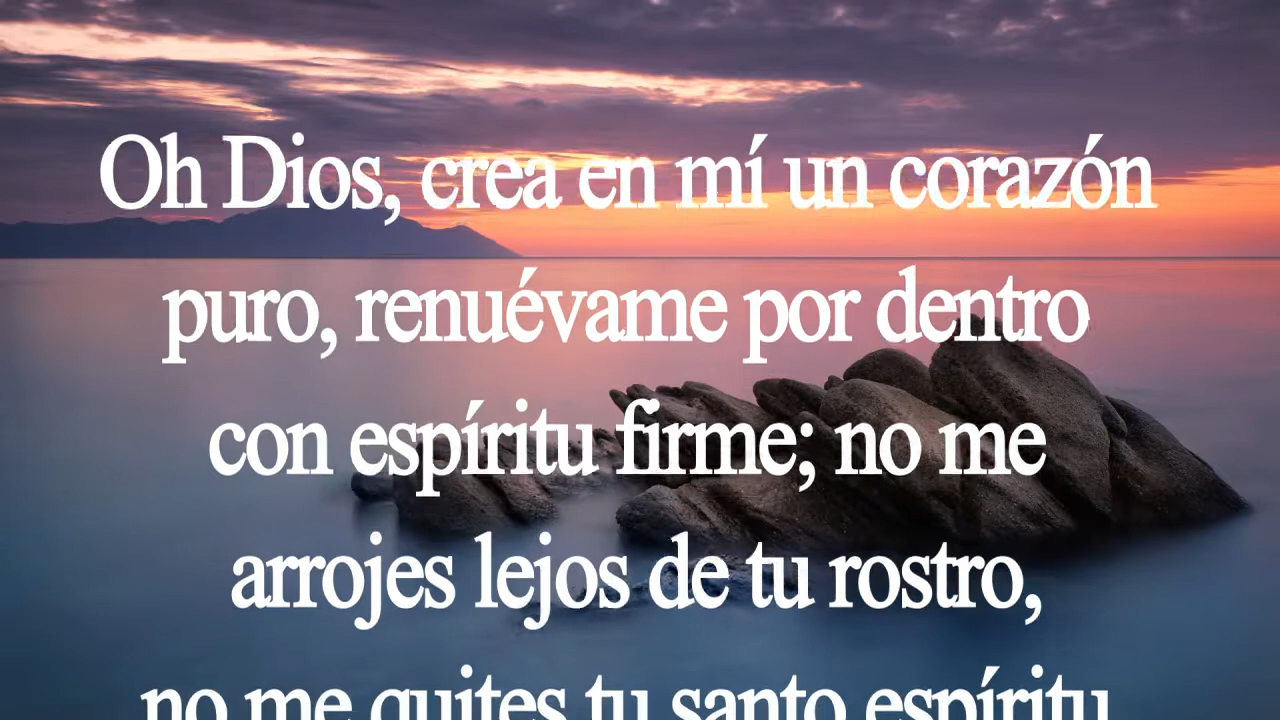 Oh Dios, crea en mí un corazón
puro, renuévame por dentro
con espíritu firme; no me
arrojes lejos de tu rostro,
no me quites tu santo espíritu